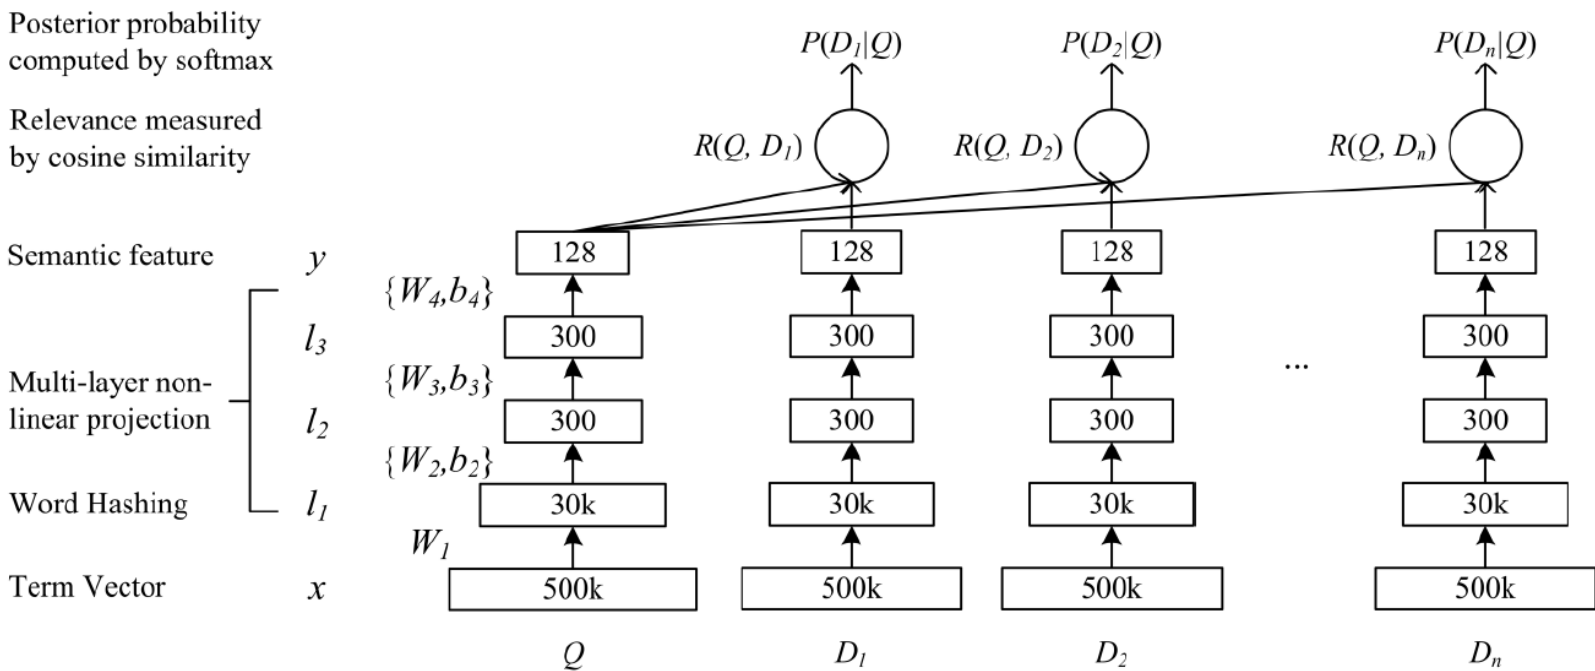 Posterior probability
computed by softmax
P(D₁|Q) P(D₂|Q) P(Dₙ|Q)
Relevance measured
by cosine similarity
R(Q, D₁) R(Q, D₂) R(Q, Dₙ)
Semantic feature y 128 128 128 128
{W₄,b₄}
l₃ 300 300 300 300
{W₃,b₃}
Multi-layer non-
linear projection
...
l₂ 300 300 300 300
{W₂,b₂}
Word Hashing l₁ 30k 30k 30k 30k
W₁
Term Vector x 500k 500k 500k 500k
Q D₁ D₂ Dₙ